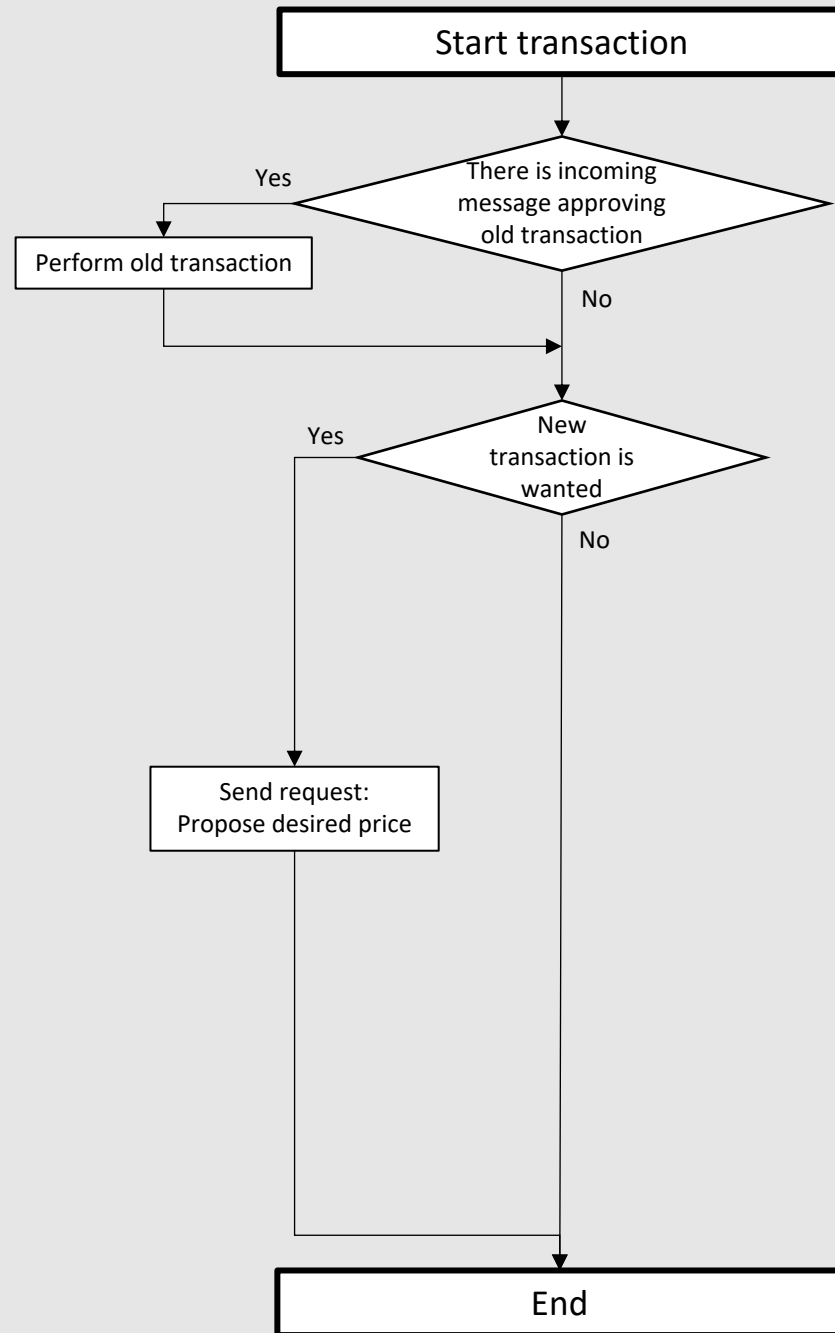 Start transaction
There is incoming
message approving
old transaction
Yes
Perform old transaction
No
New
transaction is
wanted
Yes
No
Send request:
Propose desired price
End